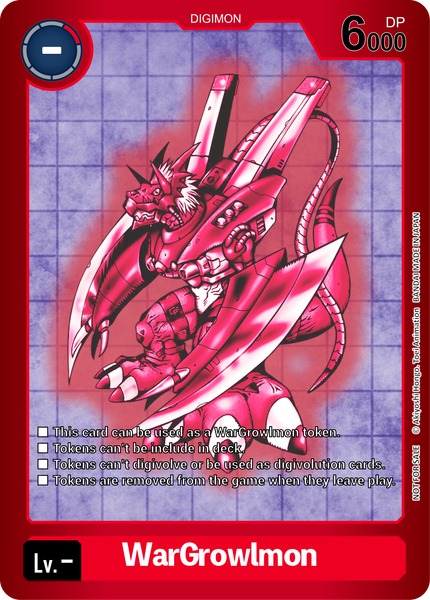 DIGIMON
DP
6000
-
☐ This card can be used as a WarGrowlmon token.
☐ Tokens can't be include in deck.
☐ Tokens can't digivolve or be used as digivolution cards.
☐ Tokens are removed from the game when they leave play.
NOT FOR SALE © Akiyoshi Hongo, Toei Animation BANDAI MADE IN JAPAN
Lv.-
WarGrowlmon